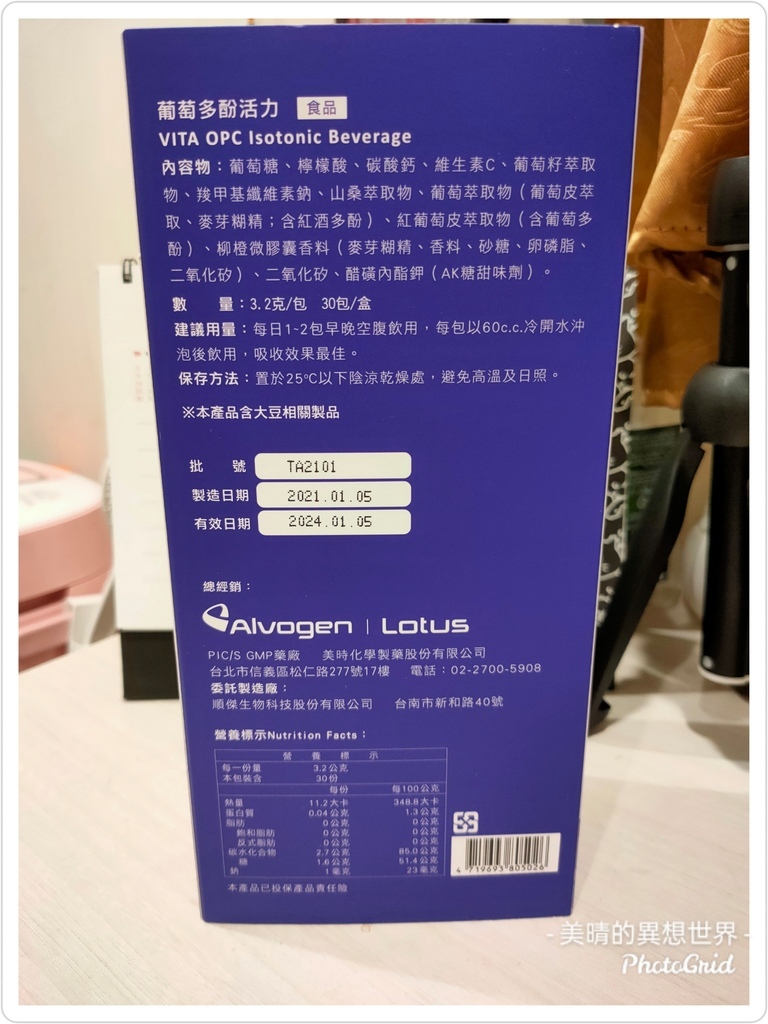 葡萄多酚活力 食品
VITA OPC Isotonic Beverage
內容物：葡萄糖、檸檬酸、碳酸鈣、維生素C、葡萄籽萃取
物、羧甲基纖維素鈉、山桑萃取物、葡萄萃取物（葡萄皮萃
取、麥芽糊精；含紅酒多酚）、紅葡萄皮萃取物（含葡萄多
酚）、柳橙微膠囊香料（麥芽糊精、香料、砂糖、卵磷脂、
二氧化矽）、二氧化矽、醋磺內酯鉀（AK糖甜味劑）。
數 量：3.2克/包 30包/盒
建議用量：每日1~2包早晚空腹飲用，每包以60c.c.冷開水沖
泡後飲用，吸收效果最佳。
保存方法：置於25°C以下陰涼乾燥處，避免高溫及日照。
※本產品含大豆相關製品
批 號 TA2101
製造日期 2021.01.05
有效日期 2024.01.05
總經銷：
Alvogen | Lotus
PIC/S GMP藥廠 美時化學製藥股份有限公司
台北市信義區松仁路277號17樓 電話：02-2700-5908
委託製造廠：
順傑生物科技股份有限公司 台南市新和路40號
營養標示Nutrition Facts：
營 養 標 示
每一份量 3.2公克
本包裝含 30份
每份 每100公克
熱量 11.2大卡 348.8大卡
蛋白質 0.04公克 1.3公克
脂肪 0公克 0公克
飽和脂肪 0公克 0公克
反式脂肪 0公克 0公克
碳水化合物 2.7公克 85.0公克
糖 1.6公克 51.4公克
鈉 1毫克 23毫克
本產品已投保產品責任險
4 719693 805026
-美晴的異想世界-
PhotoGrid